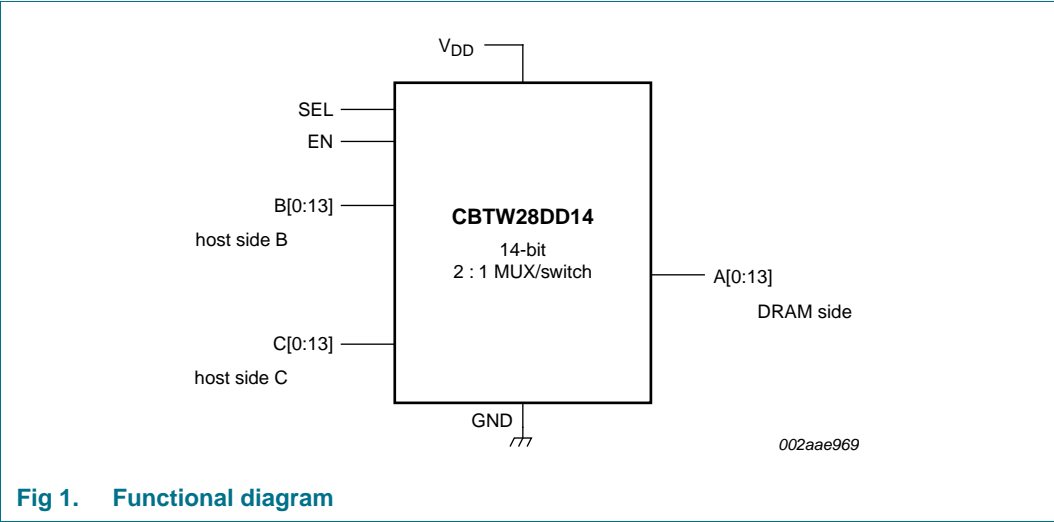 VDD
SEL
EN
B[0:13]
host side B
CBTW28DD14
14-bit
2 : 1 MUX/switch
A[0:13]
DRAM side
C[0:13]
host side C
GND
002aae969
Fig 1. Functional diagram